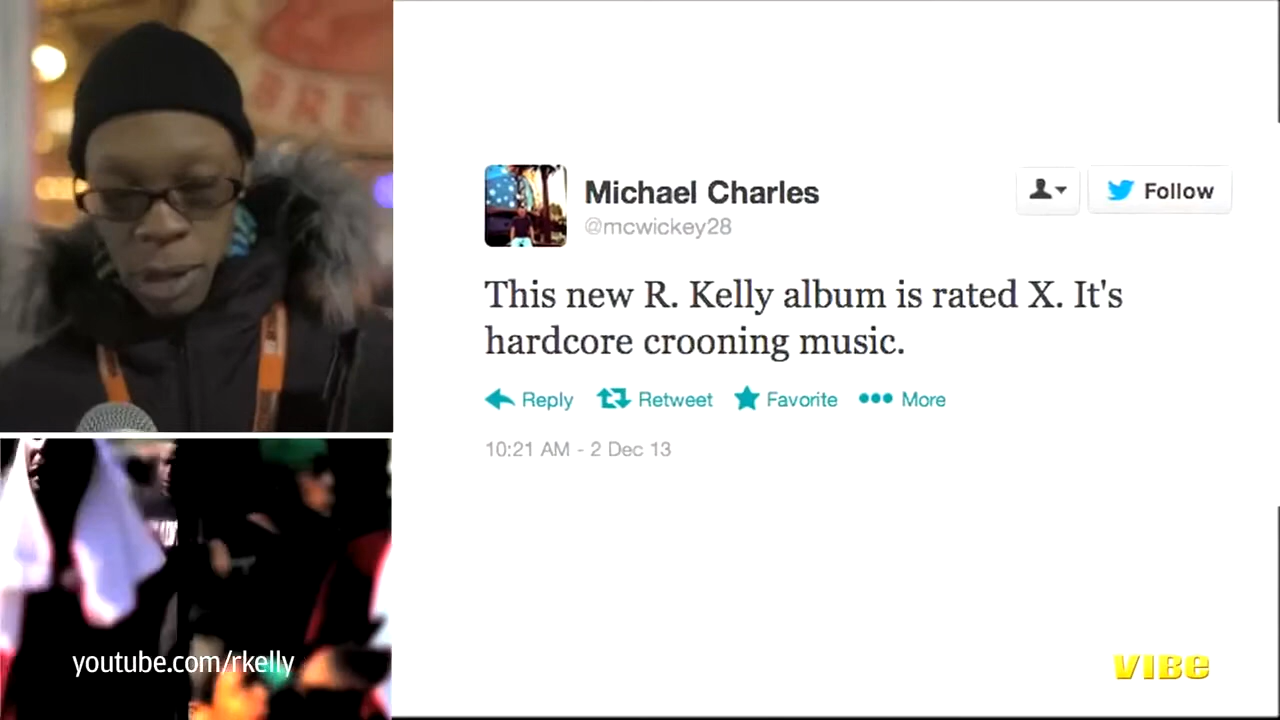 BRE
Michael Charles
@mcwickey28
Follow
This new R. Kelly album is rated X. It's
hardcore crooning music.
Reply Retweet Favorite More
10:21 AM - 2 Dec 13
youtube.com/rkelly
VIBE